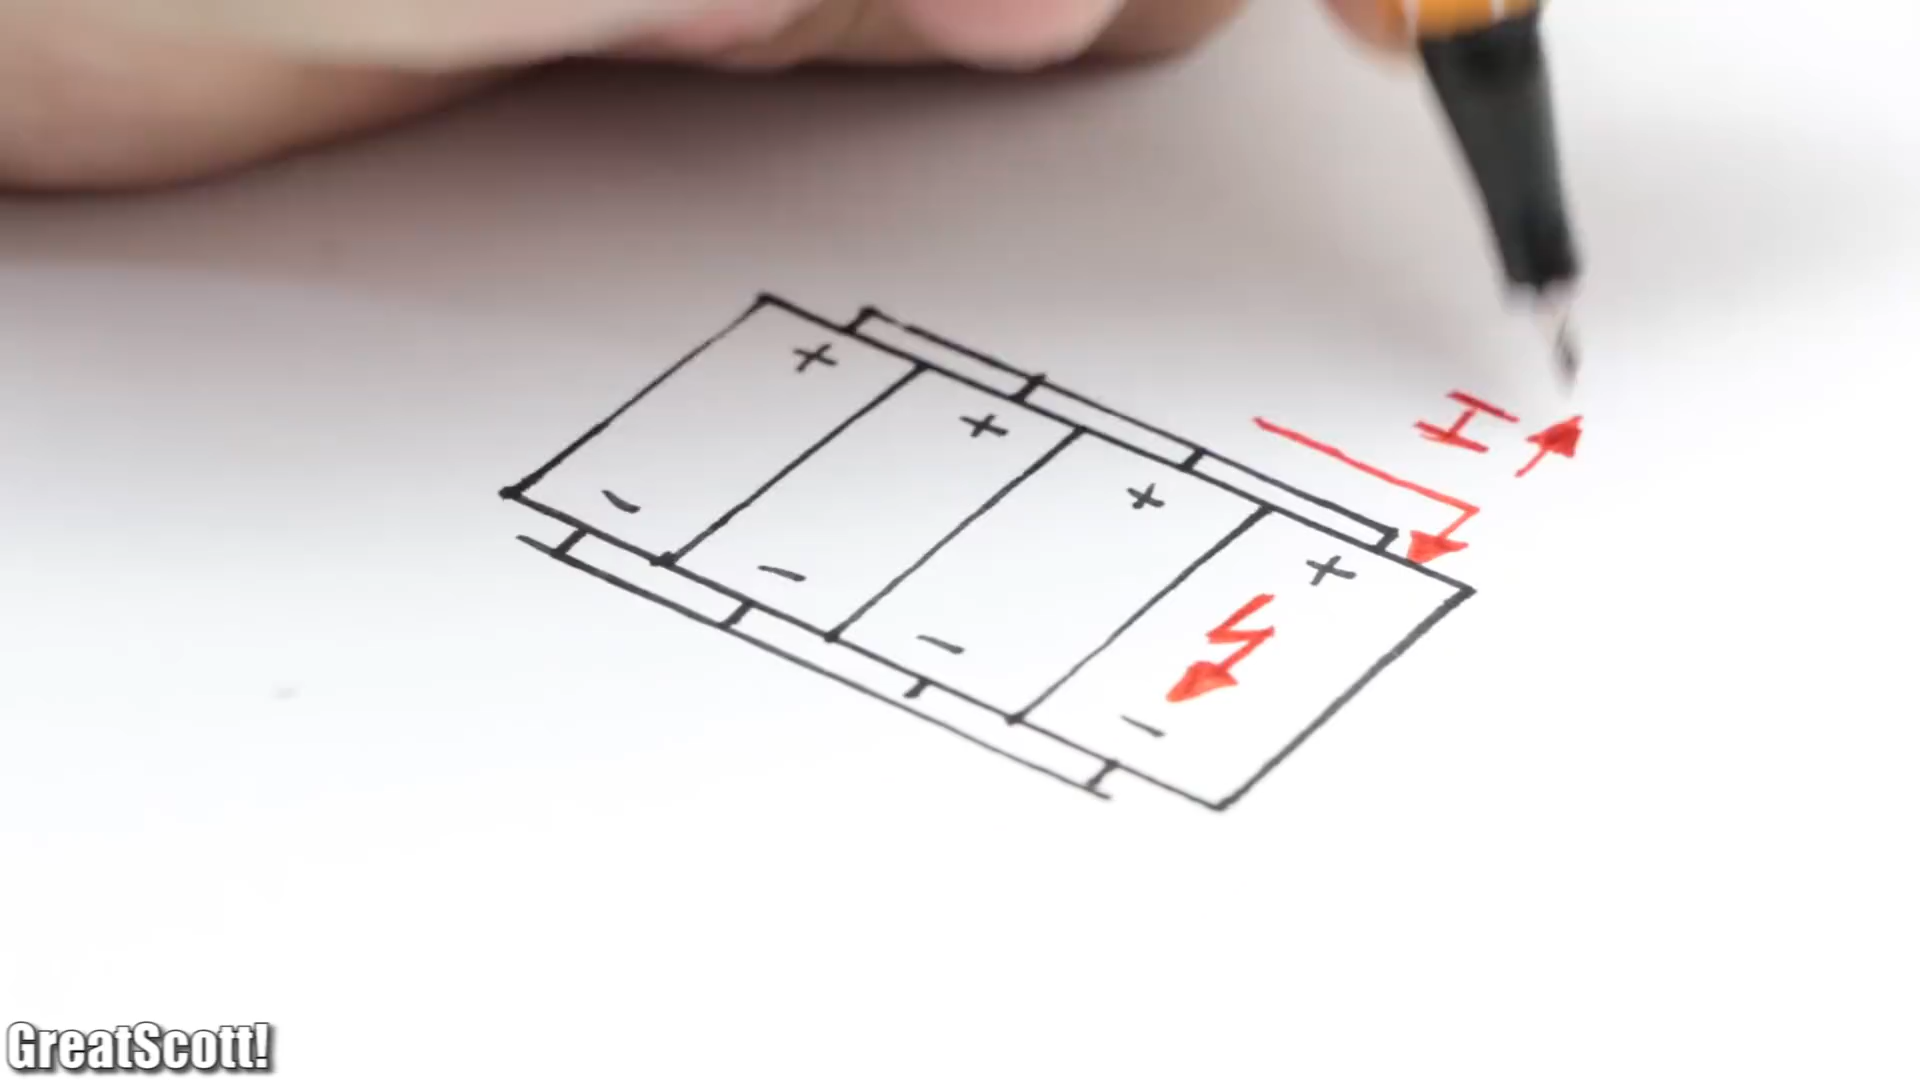 + + + +
- - - -
I
GreatScott!